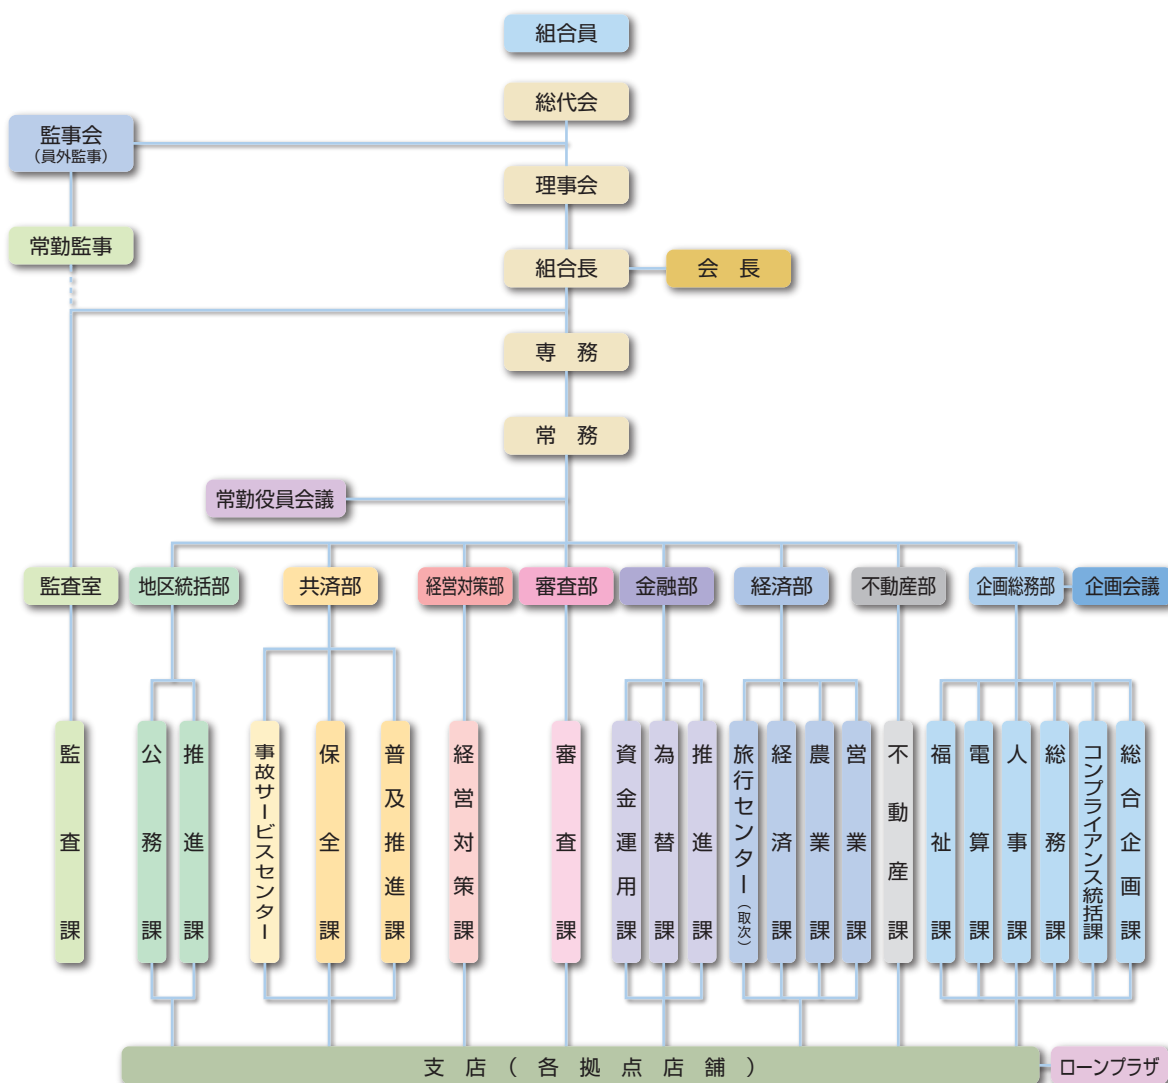 組合員
総代会
監事会
（員外監事）
理事会
常勤監事
組合長
会　長
専　務
常　務
常勤役員会議
監査室
地区統括部
共済部
経営対策部
審査部
金融部
経済部
不動産部
企画総務部
企画会議
監査課
公務課
推進課
事故サービスセンター
保全課
普及推進課
経営対策課
審査課
資金運用課
為替課
推進課
旅行センター（取次）
経済課
農業課
営業課
不動産課
福祉課
電算課
人事課
総務課
コンプライアンス統括課
総合企画課
支店（各拠点店舗）
ローンプラザ